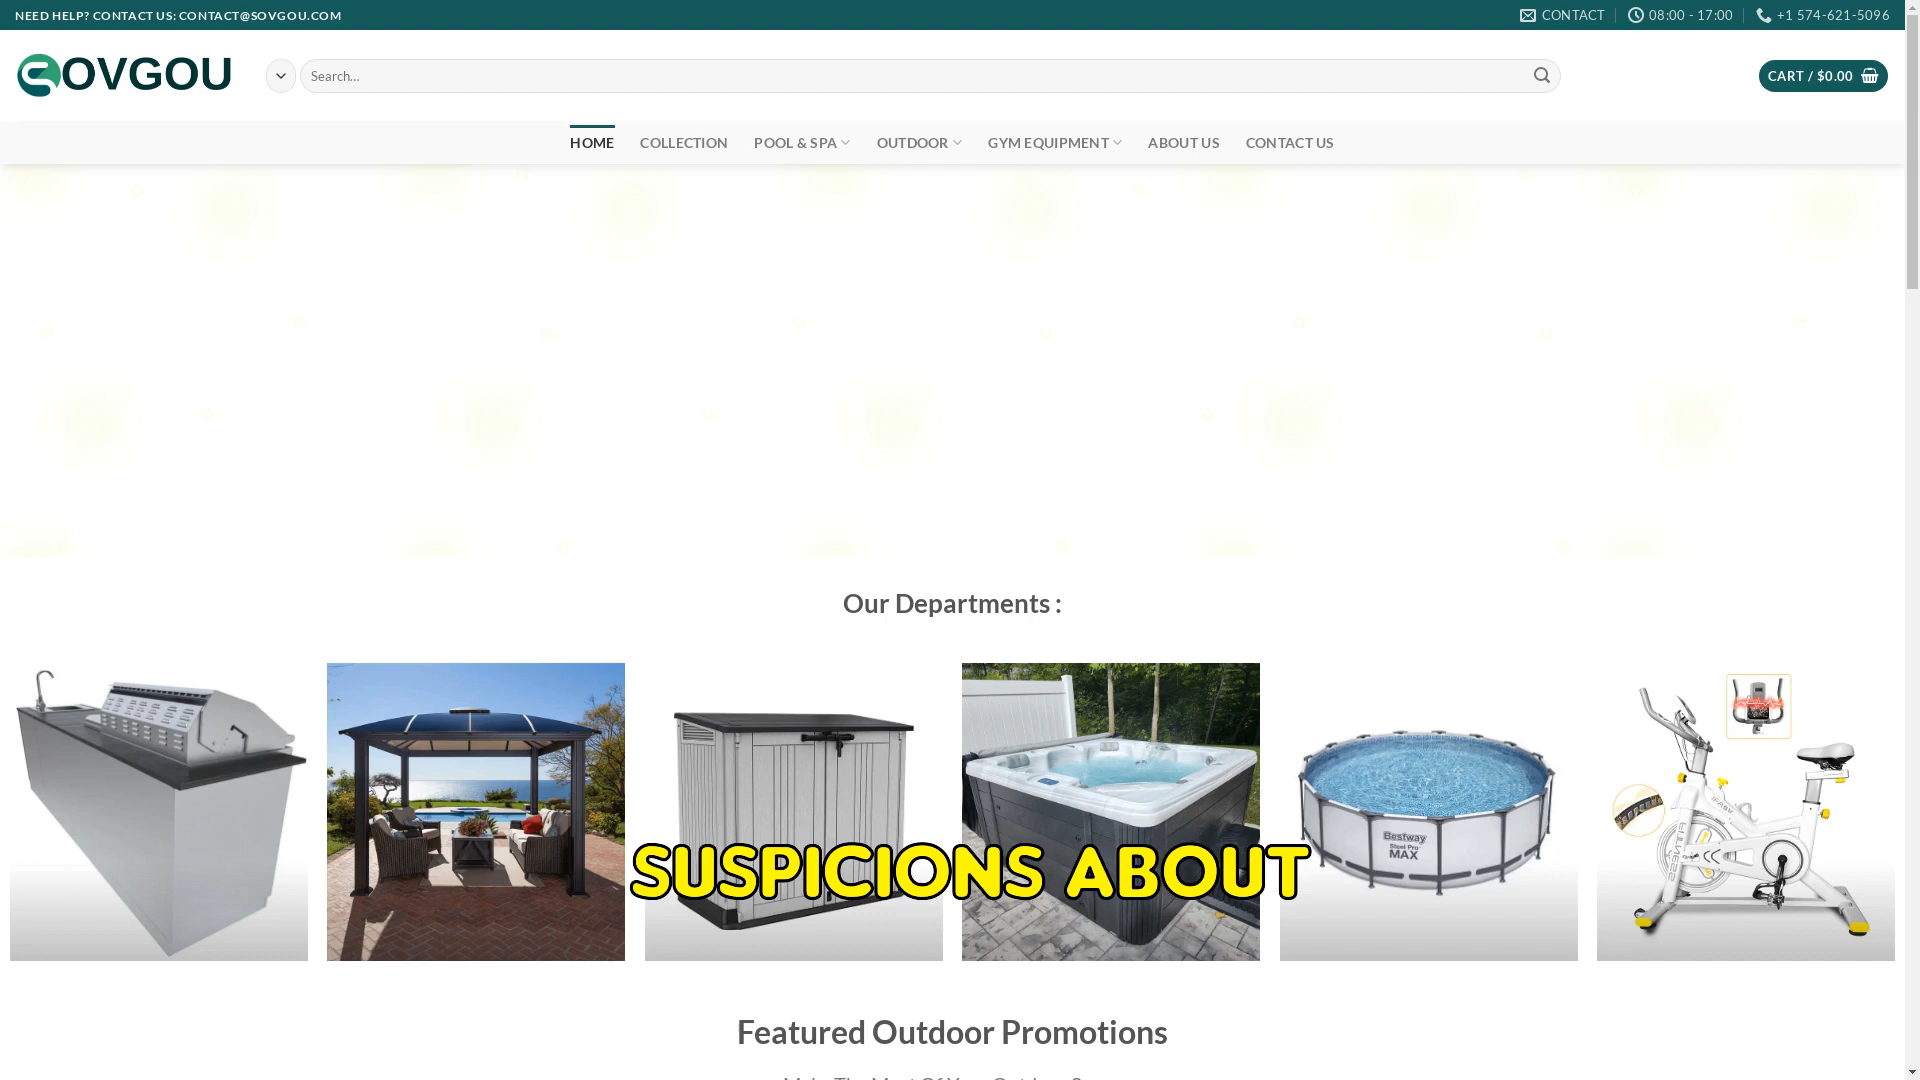 NEED HELP? CONTACT US: CONTACT@SOVGOU.COM
CONTACT
08:00 - 17:00
+1 574-621-5096
SOVGOU
Search...
CART / $0.00
HOME
COLLECTION
POOL & SPA
OUTDOOR
GYM EQUIPMENT
ABOUT US
CONTACT US
Our Departments :
Bestway
Steel Pro
MAX
SUSPICIONS ABOUT
Featured Outdoor Promotions